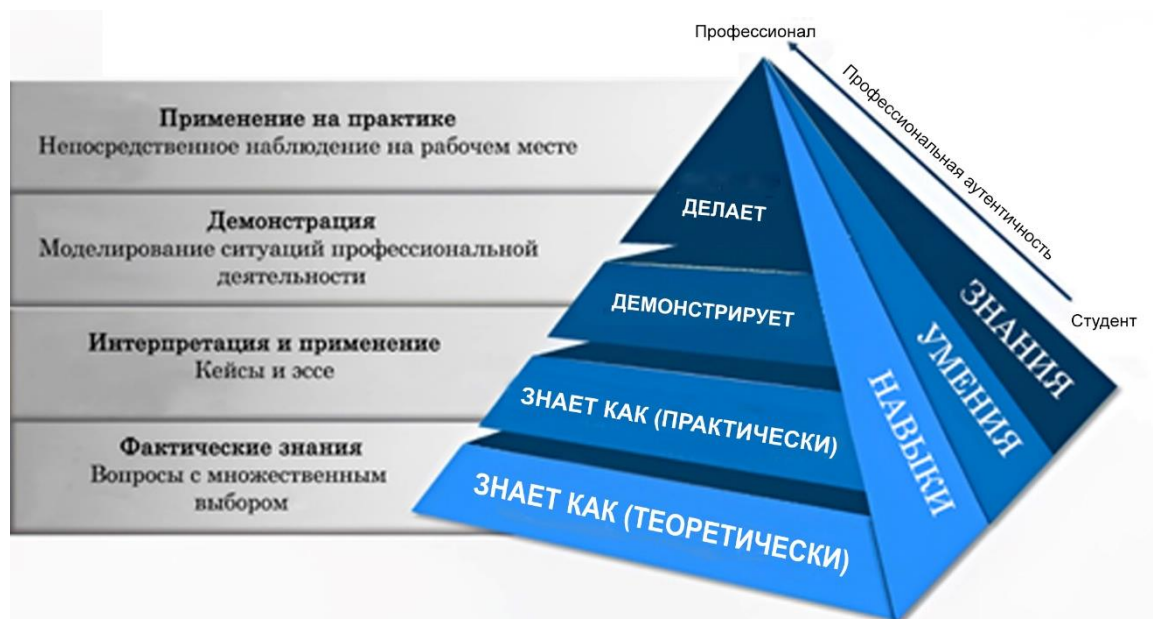 Профессионал
Профессиональная аутентичность
Студент
Применение на практике
Непосредственное наблюдение на рабочем месте
ДЕЛАЕТ
Демонстрация
Моделирование ситуаций профессиональной
деятельности
ДЕМОНСТРИРУЕТ
Интерпретация и применение
Кейсы и эссе
ЗНАЕТ КАК (ПРАКТИЧЕСКИ)
Фактические знания
Вопросы с множественным
выбором
ЗНАЕТ КАК (ТЕОРЕТИЧЕСКИ)
ЗНАНИЯ
УМЕНИЯ
НАВЫКИ